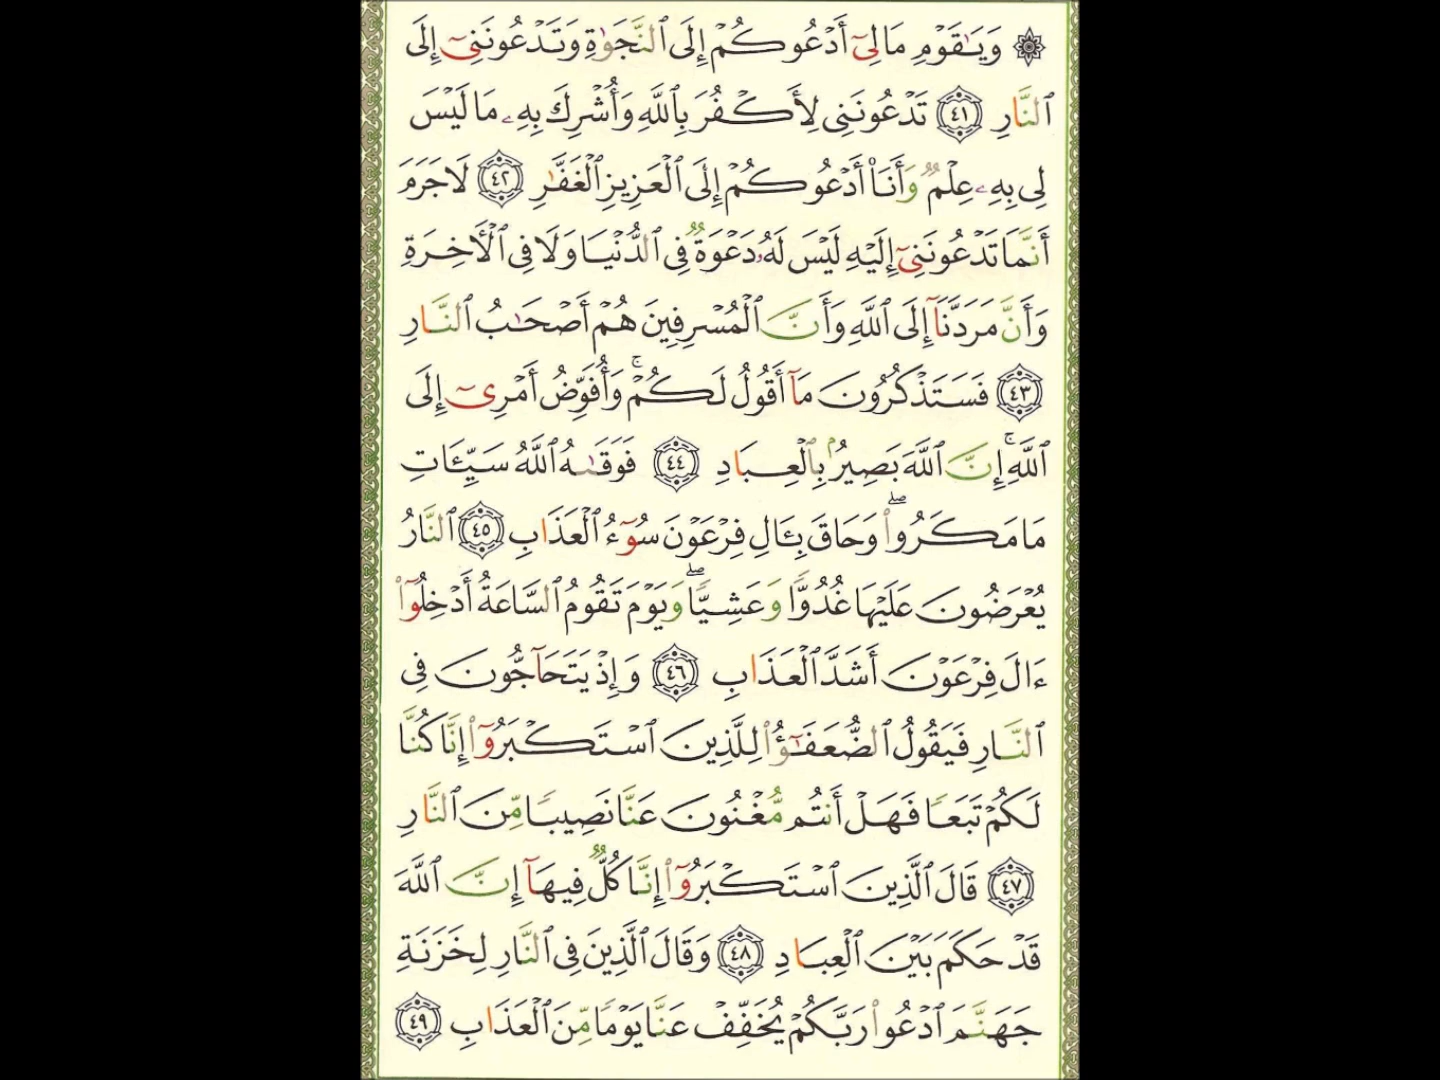 ۞ وَيَٰقَوْمِ مَا لِىٓ أَدْعُوكُمْ إِلَى ٱلنَّجَوٰةِ وَتَدْعُونَنِىٓ إِلَى
ٱلنَّارِ ٤١ تَدْعُونَنِى لِأَكْفُرَ بِٱللَّهِ وَأُشْرِكَ بِهِۦ مَا لَيْسَ
لِى بِهِۦ عِلْمٌ وَأَنَا۠ أَدْعُوكُمْ إِلَى ٱلْعَزِيزِ ٱلْغَفَّٰرِ ٤٢ لَا جَرَمَ
أَنَّمَا تَدْعُونَنِىٓ إِلَيْهِ لَيْسَ لَهُۥ دَعْوَةٌ فِى ٱلدُّنْيَا وَلَا فِى ٱلْءَاخِرَةِ
وَأَنَّ مَرَدَّنَآ إِلَى ٱللَّهِ وَأَنَّ ٱلْمُسْرِفِينَ هُمْ أَصْحَٰبُ ٱلنَّارِ
٤٣ فَسَتَذْكُرُونَ مَآ أَقُولُ لَكُمْ ۚ وَأُفَوِّضُ أَمْرِىٓ إِلَى
ٱللَّهِ ۚ إِنَّ ٱللَّهَ بَصِيرٌۢ بِٱلْعِبَادِ ٤٤ فَوَقَىٰهُ ٱللَّهُ سَيِّـَٔاتِ
مَا مَكَرُوا۟ ۖ وَحَاقَ بِـَٔالِ فِرْعَوْنَ سُوٓءُ ٱلْعَذَابِ ٤٥ ٱلنَّارُ
يُعْرَضُونَ عَلَيْهَا غُدُوًّا وَعَشِيًّا ۖ وَيَوْمَ تَقُومُ ٱلسَّاعَةُ أَدْخِلُوٓا۟
ءَالَ فِرْعَوْنَ أَشَدَّ ٱلْعَذَابِ ٤٦ وَإِذْ يَتَحَآجُّونَ فِى
ٱلنَّارِ فَيَقُولُ ٱلضُّعَفَٰٓؤُا۟ لِلَّذِينَ ٱسْتَكْبَرُوٓا۟ إِنَّا كُنَّا
لَكُمْ تَبَعًا فَهَلْ أَنتُم مُّغْنُونَ عَنَّا نَصِيبًا مِّنَ ٱلنَّارِ
٤٧ قَالَ ٱلَّذِينَ ٱسْتَكْبَرُوٓا۟ إِنَّا كُلٌّ فِيهَآ إِنَّ ٱللَّهَ
قَدْ حَكَمَ بَيْنَ ٱلْعِبَادِ ٤٨ وَقَالَ ٱلَّذِينَ فِى ٱلنَّارِ لِخَزَنَةِ
جَهَنَّمَ ٱدْعُوا۟ رَبَّكُمْ يُخَفِّفْ عَنَّا يَوْمًا مِّنَ ٱلْعَذَابِ ٤٩